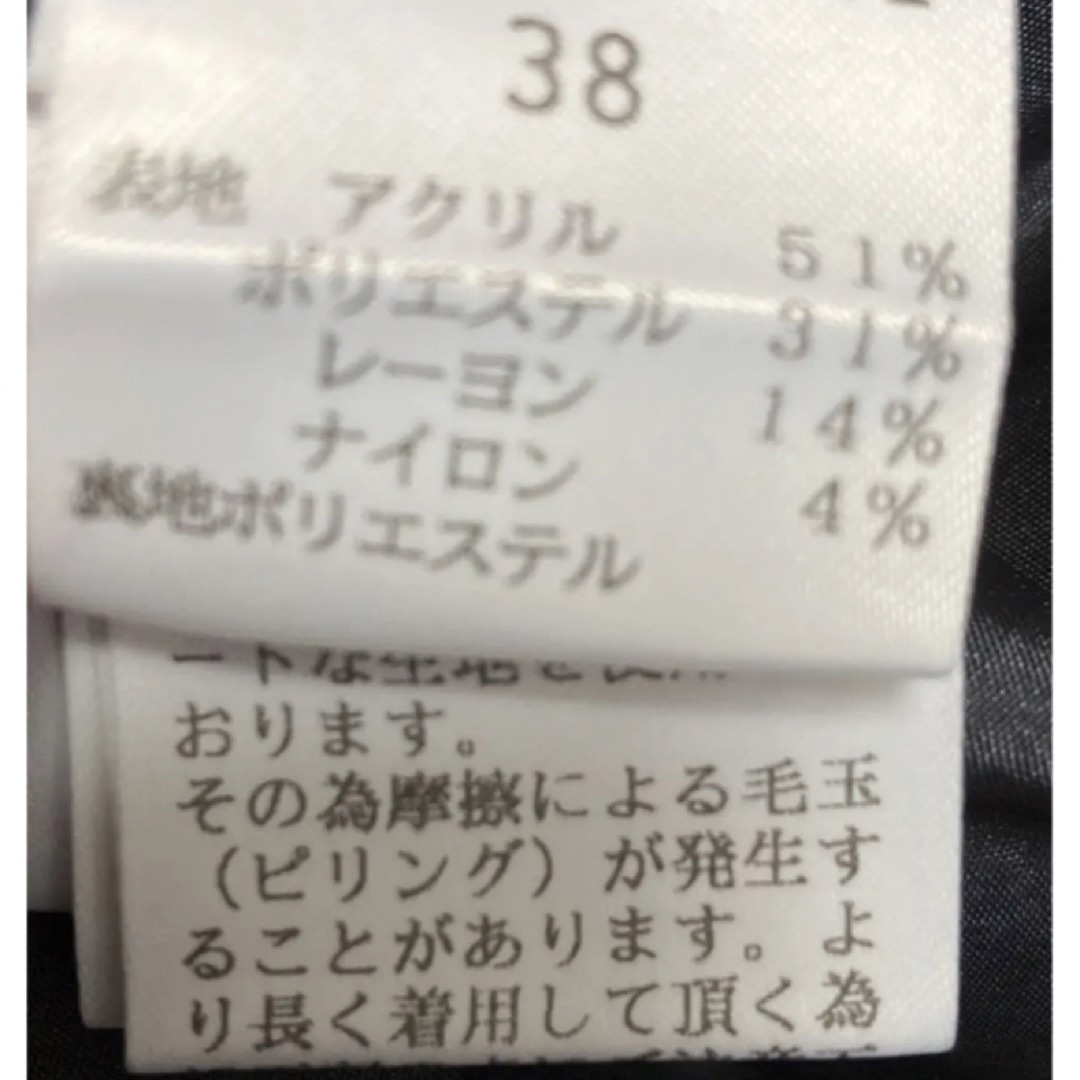 38
表地 アクリル 51%
ポリエステル 31%
レーヨン 14%
ナイロン 4%
裏地ポリエステル
おります。
その為摩擦による毛玉
（ピリング）が発生す
ることがあります。よ
り長く着用して頂く為